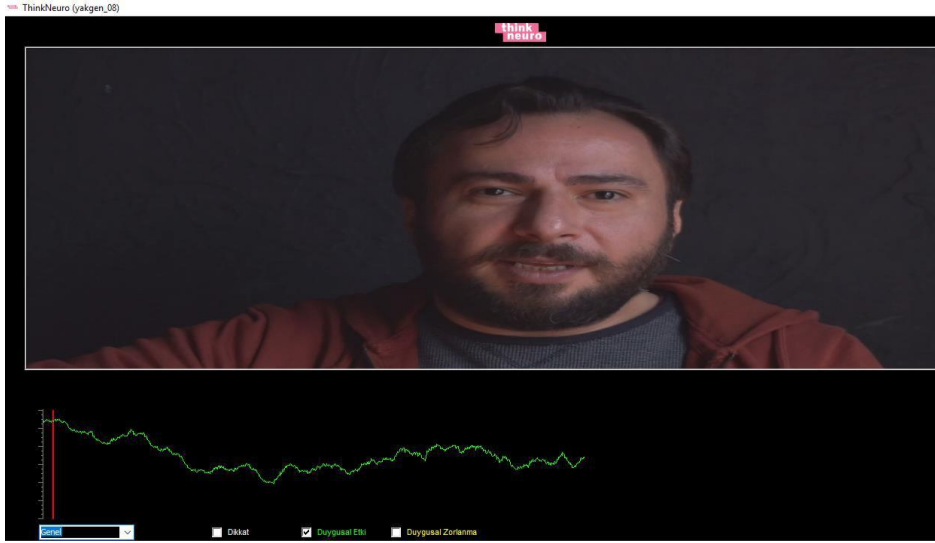 ThinkNeuro (yakgen_08)
think
neuro
Genel
Dikkat
Duygusal Etki
Duygusal Zorlanma